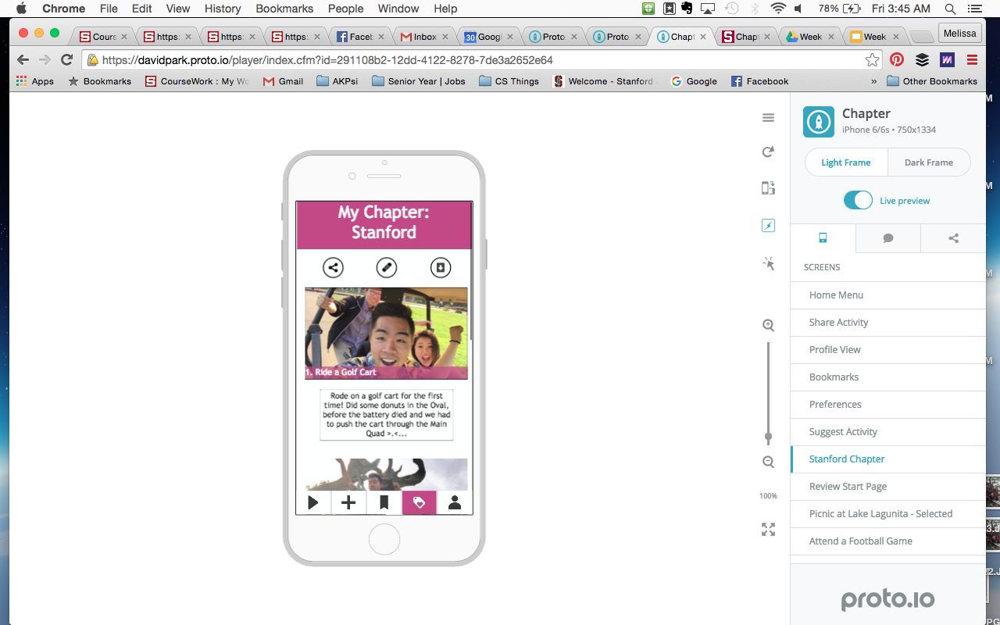 Chrome File Edit View History Bookmarks People Window Help 78% Fri 3:45 AM
Cours https: https: https: Faceb Inbox 30 Googl Proto Proto Chapt Chapt Week Week Melissa
https://davidpark.proto.io/player/index.cfm?id=291108b2-12dd-4122-8278-7de3a2652e64
Apps Bookmarks CourseWork : My Wo Gmail AKPsi Senior Year | Jobs CS Things Welcome - Stanford Google Facebook » Other Bookmarks
My Chapter:
Stanford
1. Ride a Golf Cart
Rode on a golf cart for the first
time! Did some donuts in the Oval,
before the battery died and we had
to push the cart through the Main
Quad >.<...
100%
Chapter
iPhone 6/6s • 750x1334
Light Frame Dark Frame
Live preview
SCREENS
Home Menu
Share Activity
Profile View
Bookmarks
Preferences
Suggest Activity
Stanford Chapter
Review Start Page
Picnic at Lake Lagunita - Selected
Attend a Football Game
proto.io